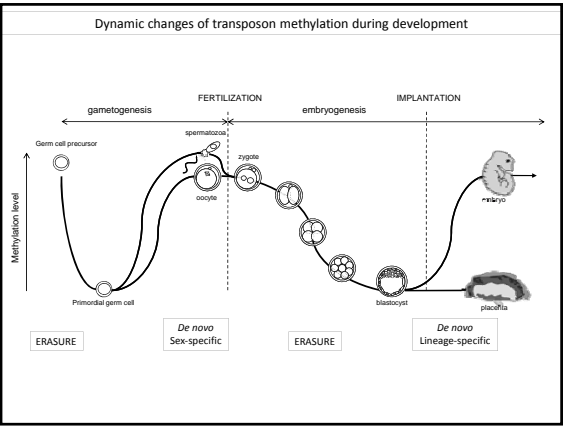 Dynamic changes of transposon methylation during development
FERTILIZATION
IMPLANTATION
gametogenesis
embryogenesis
spermatozoa
Germ cell precursor
zygote
oocyte
embryo
Methylation level
Primordial germ cell
blastocyst
placenta
ERASURE
De novo
Sex-specific
ERASURE
De novo
Lineage-specific